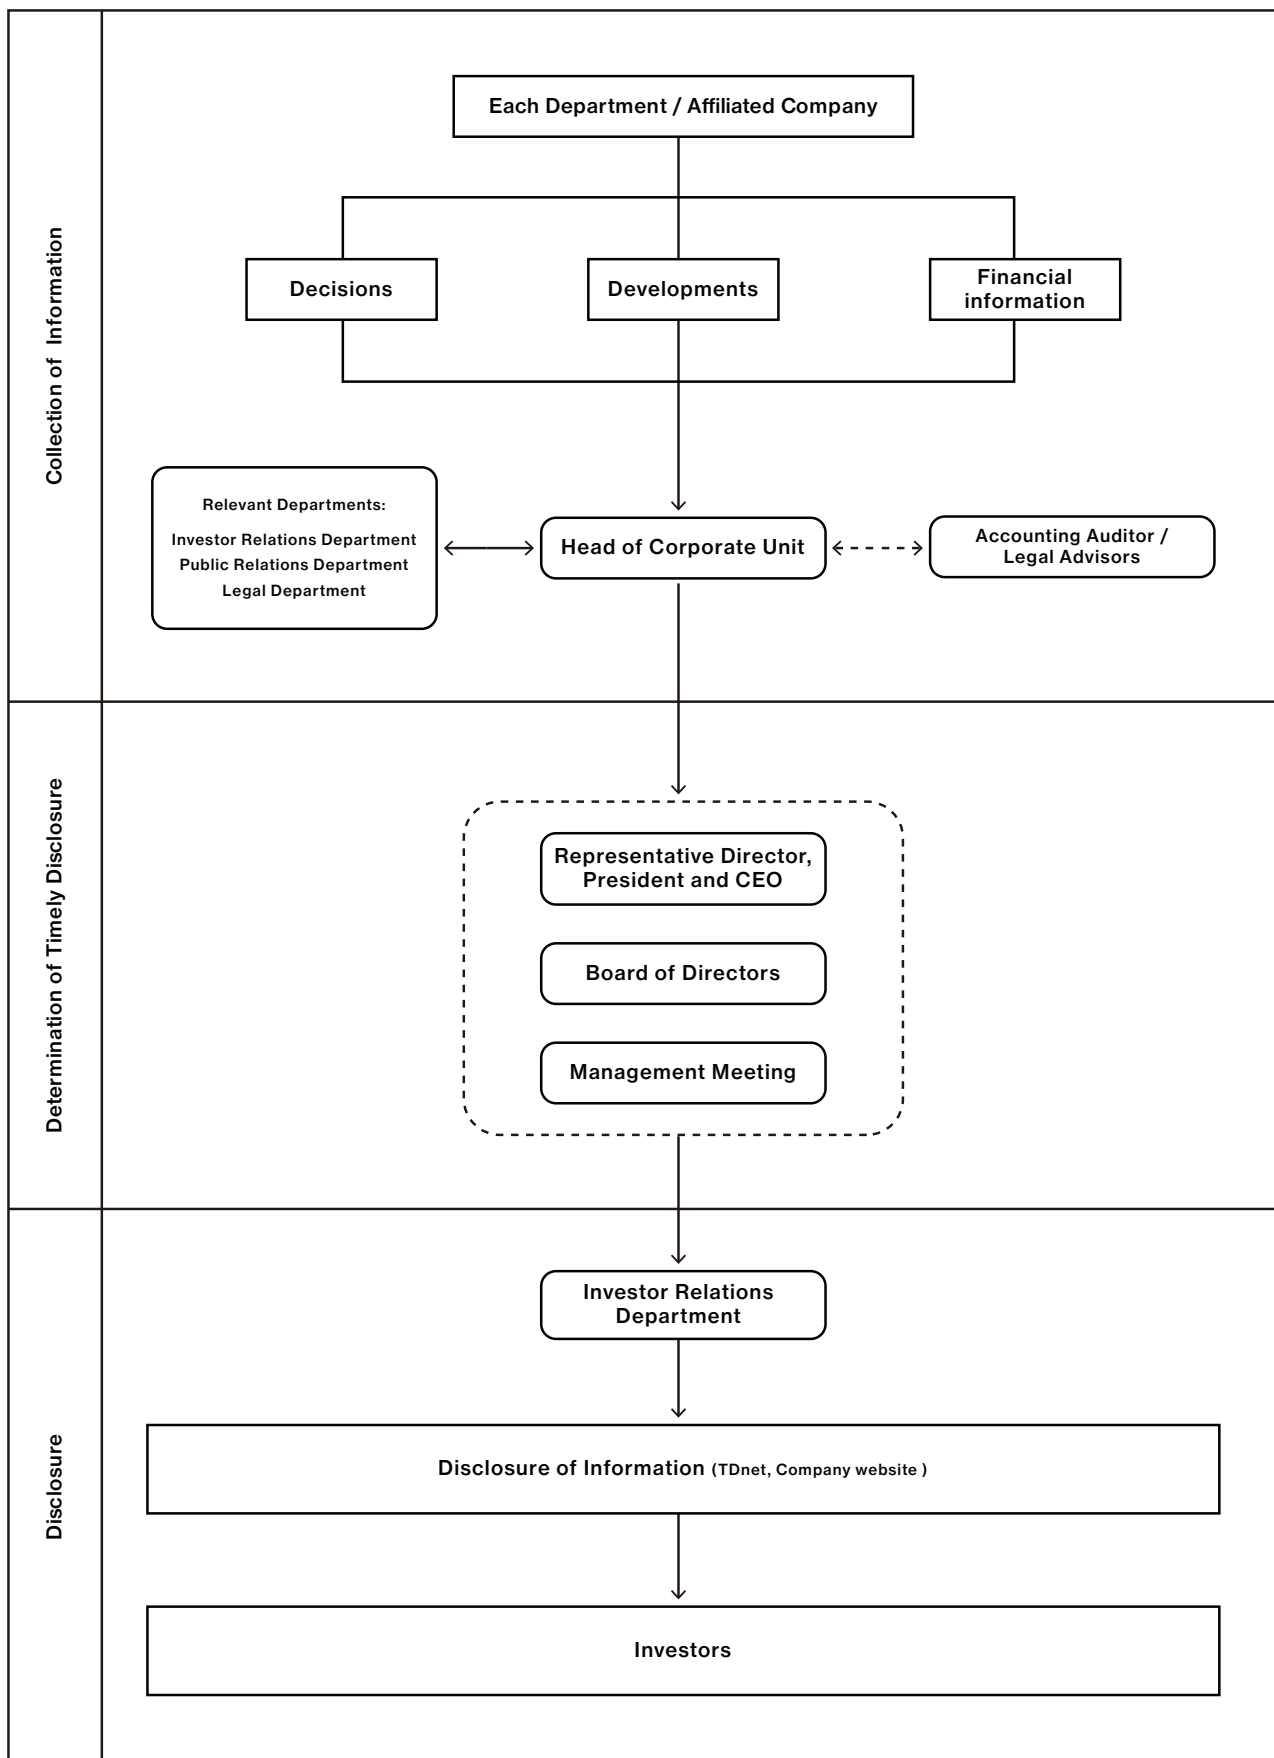 Collection of Information
Each Department / Affiliated Company
Decisions
Developments
Financial
information
Relevant Departments:
Investor Relations Department
Public Relations Department
Legal Department
Head of Corporate Unit
Accounting Auditor /
Legal Advisors
Determination of Timely Disclosure
Representative Director,
President and CEO
Board of Directors
Management Meeting
Disclosure
Investor Relations
Department
Disclosure of Information (TDnet, Company website )
Investors